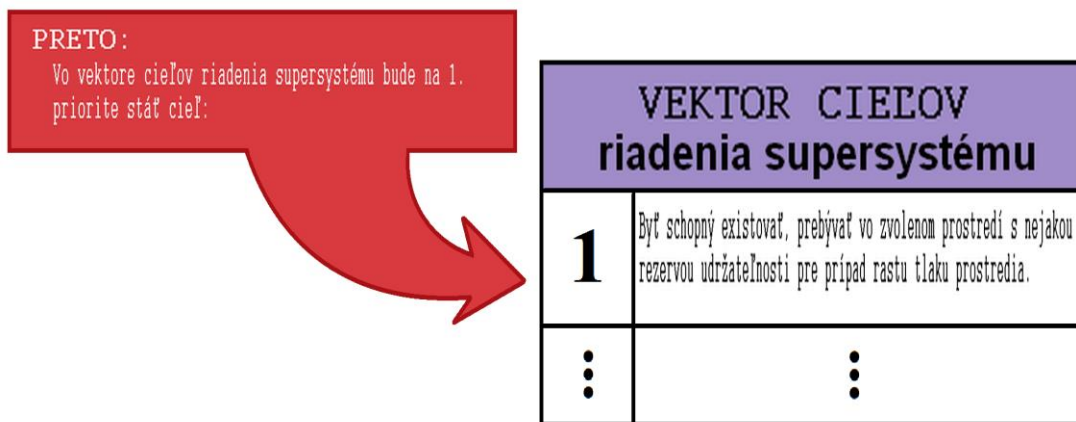 PRETO:
Vo vektore cieľov riadenia supersystému bude na 1.
priorite stáť cieľ:
VEKTOR CIEĽOV
riadenia supersystému
1
Byť schopný existovať, prebývať vo zvolenom prostredí s nejakou
rezervou udržateľnosti pre prípad rastu tlaku prostredia.